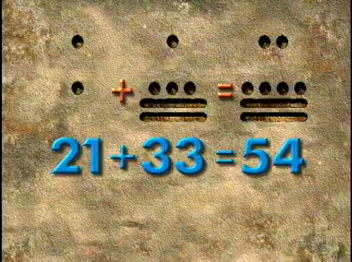 + =
21+33=54